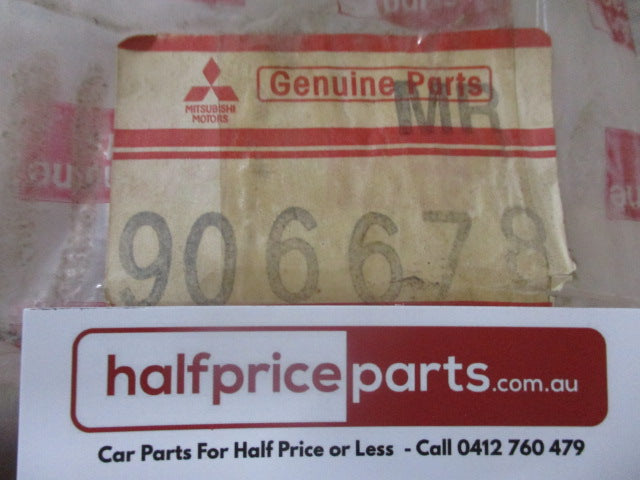 MITSUBISHI
MOTORS
Genuine Parts
MR
906678
halfpriceparts.com.au
Car Parts For Half Price or Less - Call 0412 760 479